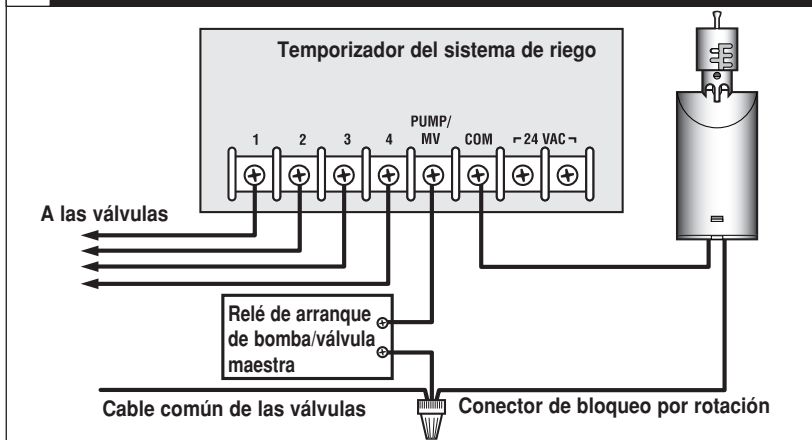 Temporizador del sistema de riego
1 2 3 4 PUMP/
MV COM 24 VAC
A las válvulas
Relé de arranque
de bomba/válvula
maestra
Cable común de las válvulas
Conector de bloqueo por rotación